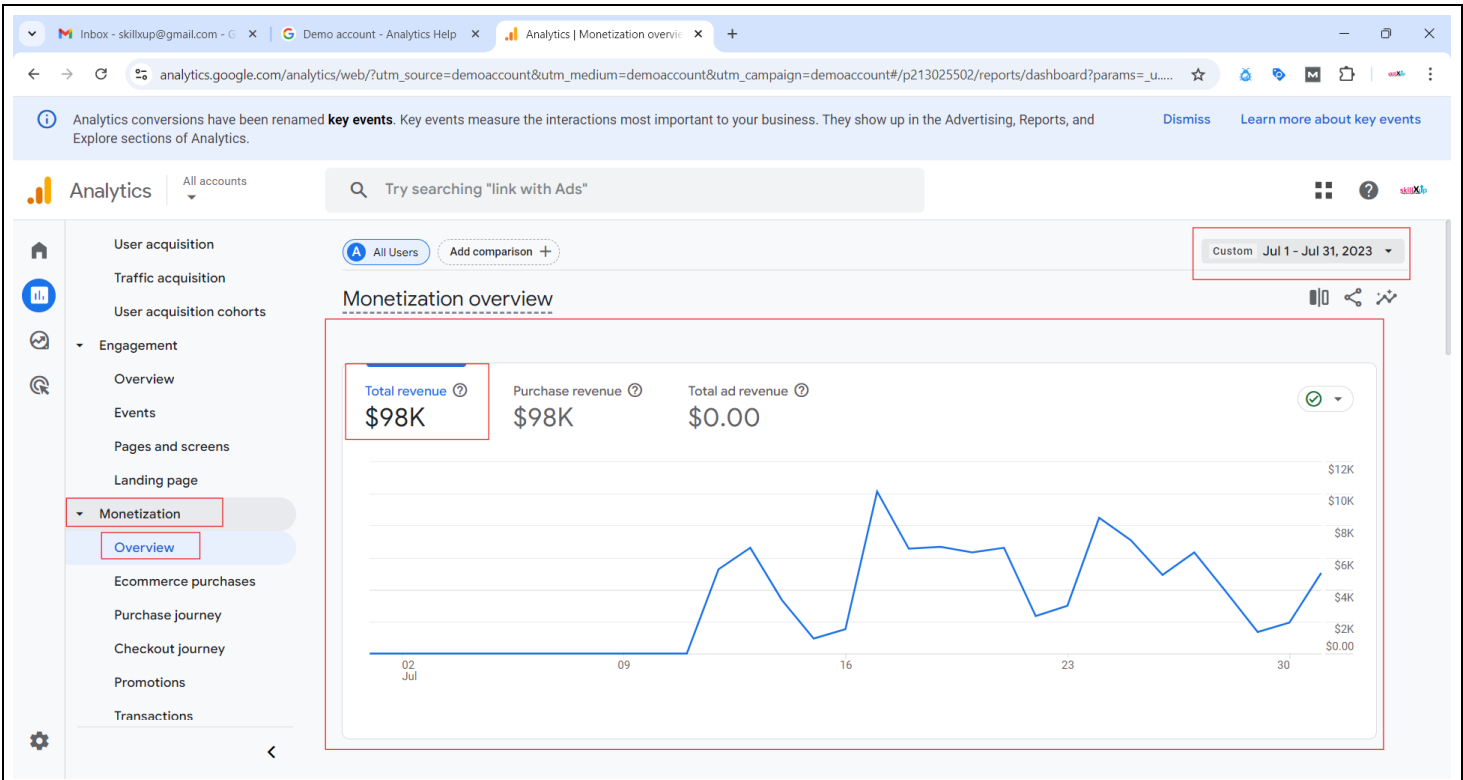 Inbox - skillxup@gmail.com - G
Demo account - Analytics Help
Analytics | Monetization overvie
analytics.google.com/analytics/web/?utm_source=demoaccount&utm_medium=demoaccount&utm_campaign=demoaccount#/p213025502/reports/dashboard?params=_u.....
Analytics conversions have been renamed key events. Key events measure the interactions most important to your business. They show up in the Advertising, Reports, and
Explore sections of Analytics.
Dismiss
Learn more about key events
Analytics
All accounts
Try searching "link with Ads"
skillXUp
User acquisition
Traffic acquisition
User acquisition cohorts
Engagement
Overview
Events
Pages and screens
Landing page
Monetization
Overview
Ecommerce purchases
Purchase journey
Checkout journey
Promotions
Transactions
A All Users
Add comparison
Custom Jul 1 - Jul 31, 2023
Monetization overview
Total revenue
$98K
Purchase revenue
$98K
Total ad revenue
$0.00
$12K
$10K
$8K
$6K
$4K
$2K
$0.00
02
Jul
09
16
23
30